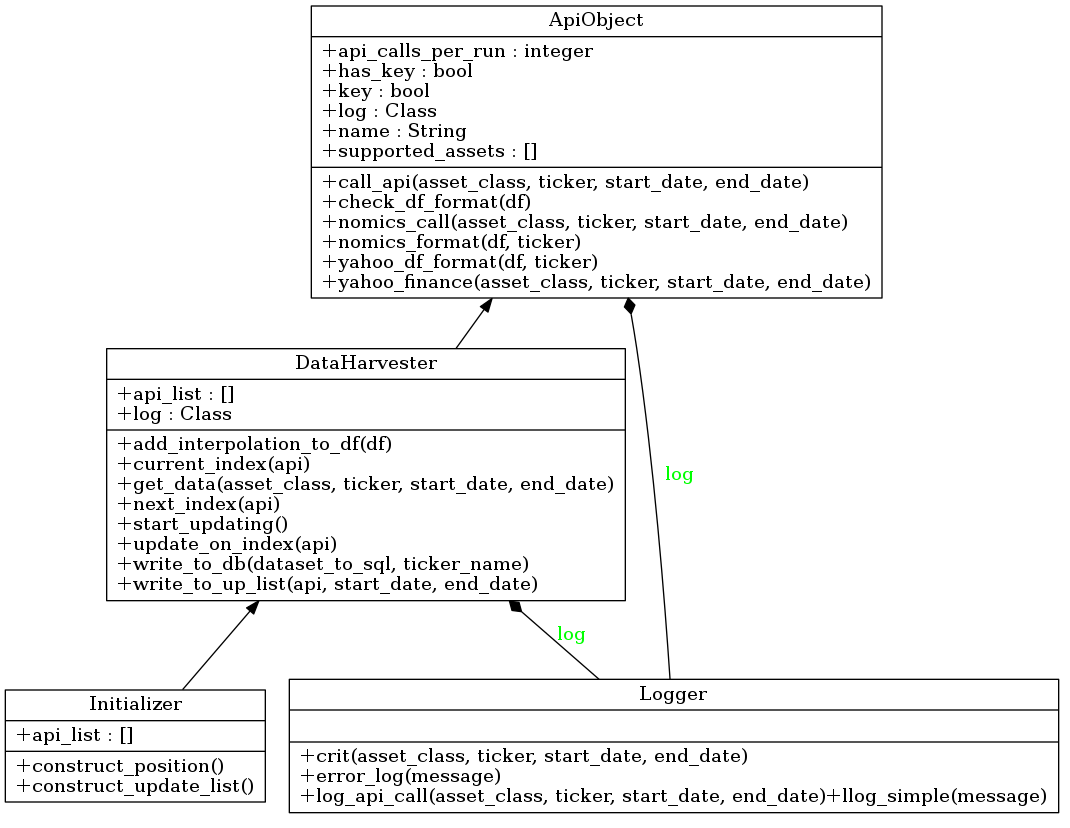 ApiObject
+api_calls_per_run : integer
+has_key : bool
+key : bool
+log : Class
+name : String
+supported_assets : []
+call_api(asset_class, ticker, start_date, end_date)
+check_df_format(df)
+nomics_call(asset_class, ticker, start_date, end_date)
+nomics_format(df, ticker)
+yahoo_df_format(df, ticker)
+yahoo_finance(asset_class, ticker, start_date, end_date)
DataHarvester
+api_list : []
+log : Class
+add_interpolation_to_df(df)
+current_index(api)
+get_data(asset_class, ticker, start_date, end_date)
+next_index(api)
+start_updating()
+update_on_index(api)
+write_to_db(dataset_to_sql, ticker_name)
+write_to_up_list(api, start_date, end_date)
log
log
Initializer
+api_list : []
+construct_position()
+construct_update_list()
Logger
+crit(asset_class, ticker, start_date, end_date)
+error_log(message)
+log_api_call(asset_class, ticker, start_date, end_date)+llog_simple(message)